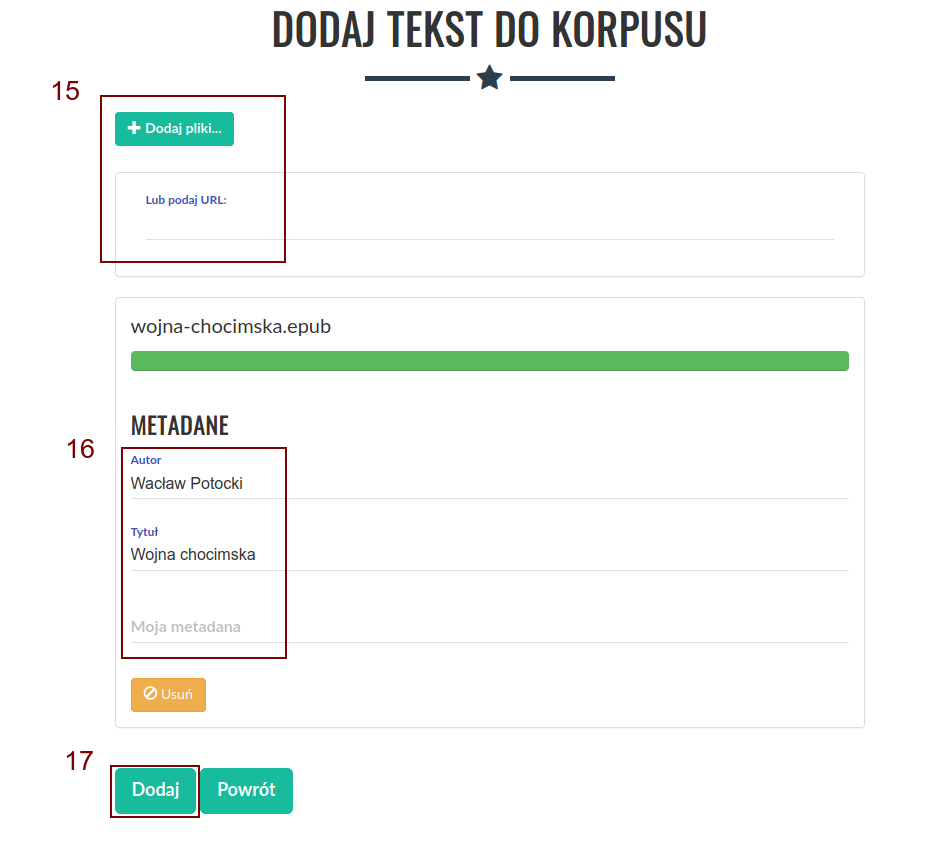 DODAJ TEKST DO KORPUSU
15
Dodaj pliki...
Lub podaj URL:
wojna-chocimska.epub
METADANE
16
Autor
Wacław Potocki
Tytuł
Wojna chocimska
Moja metadana
Usuń
17
Dodaj Powrót